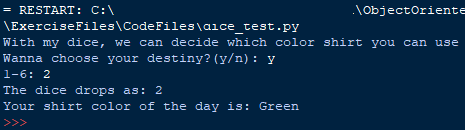 = RESTART: C:\ \ObjectOriente
\ExerciseFiles\CodeFiles\dice_test.py
With my dice, we can decide which color shirt you can use
Wanna choose your destiny?(y/n): y
1-6: 2
The dice drops as: 2
Your shirt color of the day is: Green
>>>